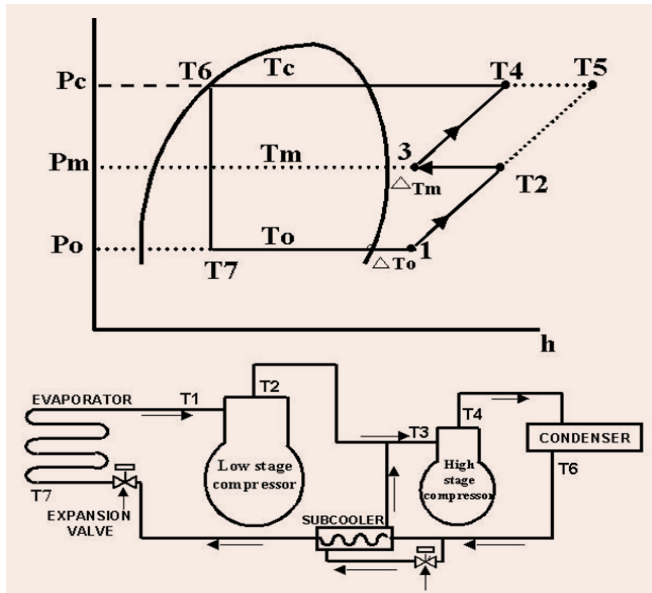 T6 Tc T4 T5
Pc
Pm Tm 3
△Tm T2
Po To 1
T7 △To
h
EVAPORATOR T1 T2
T3 T4
CONDENSER
T6
Low stage
compressor
High
stage
compressor
T7
EXPANSION
VALVE
SUBCOOLER